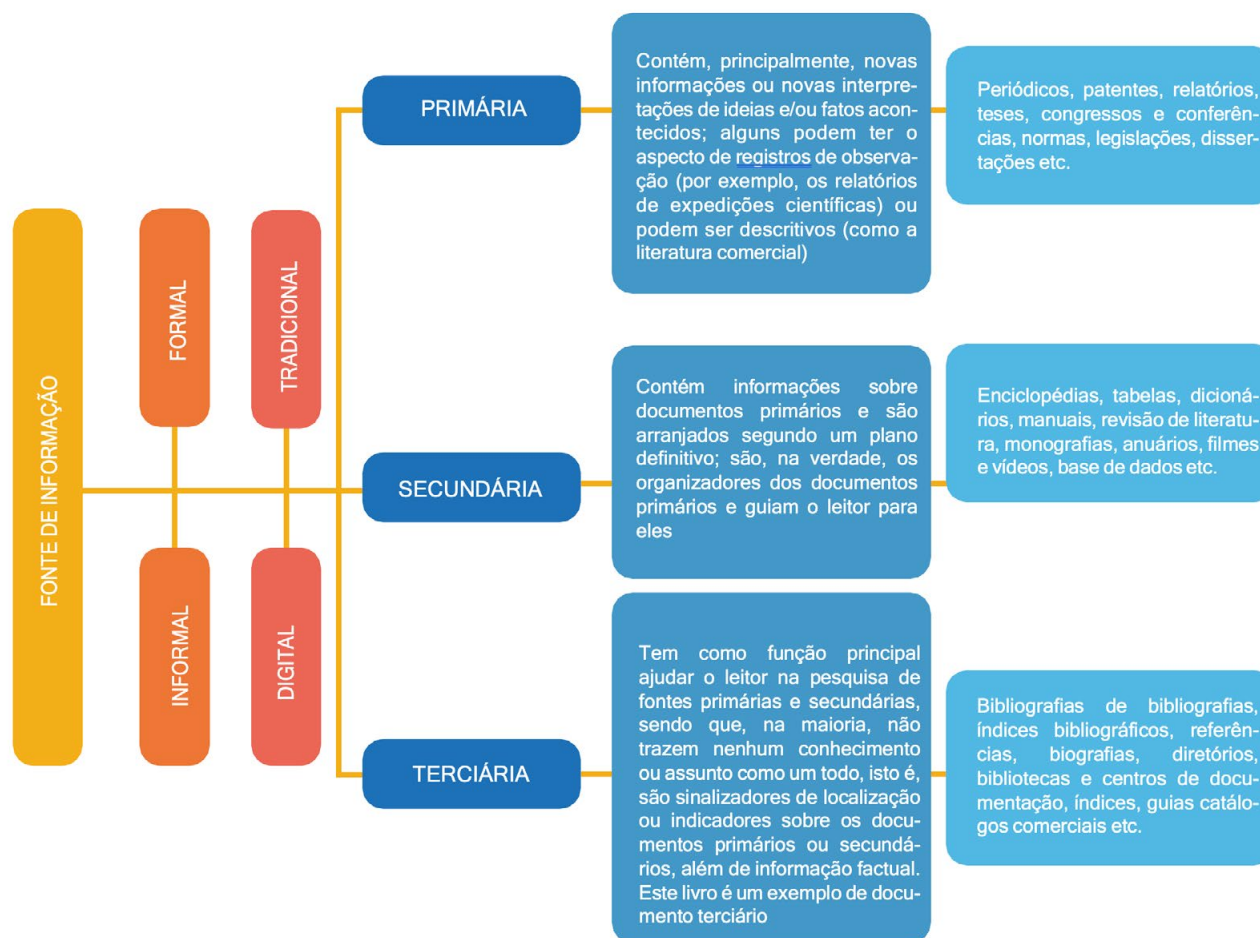 FONTE DE INFORMAÇÃO
FORMAL
INFORMAL
TRADICIONAL
DIGITAL
PRIMÁRIA
Contém, principalmente, novas
informações ou novas interpre-
tações de ideias e/ou fatos acon-
tecidos; alguns podem ter o
aspecto de registros de observa-
ção (por exemplo, os relatórios
de expedições científicas) ou
podem ser descritivos (como a
literatura comercial)
Periódicos, patentes, relatórios,
teses, congressos e conferên-
cias, normas, legislações, disser-
tações etc.
SECUNDÁRIA
Contém informações sobre
documentos primários e são
arranjados segundo um plano
definitivo; são, na verdade, os
organizadores dos documentos
primários e guiam o leitor para
eles
Enciclopédias, tabelas, dicioná-
rios, manuais, revisão de literatu-
ra, monografias, anuários, filmes
e vídeos, base de dados etc.
TERCIÁRIA
Tem como função principal
ajudar o leitor na pesquisa de
fontes primárias e secundárias,
sendo que, na maioria, não
trazem nenhum conhecimento
ou assunto como um todo, isto é,
são sinalizadores de localização
ou indicadores sobre os docu-
mentos primários ou secundá-
rios, além de informação factual.
Este livro é um exemplo de docu-
mento terciário
Bibliografias de bibliografias,
índices bibliográficos, referên-
cias, biografias, diretórios,
bibliotecas e centros de docu-
mentação, índices, guias catálo-
gos comerciais etc.